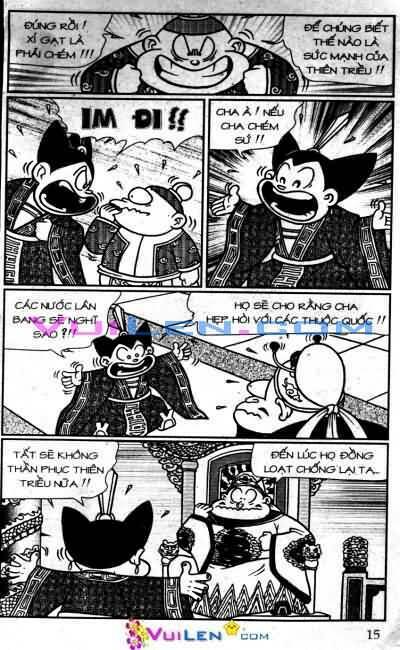 ĐÚNG RỒI!
XÍ GẠT LÀ
PHẢI CHÉM!!!
ĐỂ CHÚNG BIẾT
THẾ NÀO LÀ
SỨC MẠNH CỦA
THIÊN TRIỀU!!
IM ĐI!!
CHA À! NẾU
CHA CHÉM
SỨ!!
CÁC NƯỚC LÂN
BANG SẼ NGHĨ
SAO?!!
HỌ SẼ CHO RẰNG CHA
HẸP HÒI VỚI CÁC THUỘC QUỐC!!
VUILEN.COM
TẤT SẼ KHÔNG
THẦN PHỤC THIÊN
TRIỀU NỮA!!
ĐẾN LÚC HỌ ĐỒNG
LOẠT CHỐNG LẠI TA...
15
VUILEN.COM